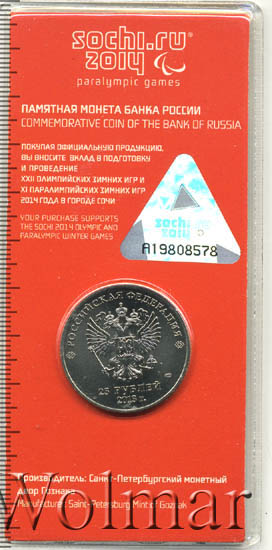 sochi.ru
2014
paralympic games
ПАМЯТНАЯ МОНЕТА БАНКА РОССИИ
COMMEMORATIVE COIN OF THE BANK OF RUSSIA
ПОКУПАЯ ОФИЦИАЛЬНУЮ ПРОДУКЦИЮ,
ВЫ ВНОСИТЕ ВКЛАД В ПОДГОТОВКУ
И ПРОВЕДЕНИЕ
XXII ОЛИМПИЙСКИХ ЗИМНИХ ИГР И
XI ПАРАЛИМПИЙСКИХ ЗИМНИХ ИГР
2014 ГОДА В ГОРОДЕ СОЧИ
YOUR PURCHASE SUPPORTS
THE SOCHI 2014 OLYMPIC AND
PARALYMPIC WINTER GAMES
sochi.ru
2014
A19808578
РОССИЙСКАЯ ФЕДЕРАЦИЯ
25 РУБЛЕЙ
2013 г.
Производитель: Санкт-Петербургский монетный
двор Гознака
Manufacturer: Saint-Petersburg Mint of Goznak
Wolmar